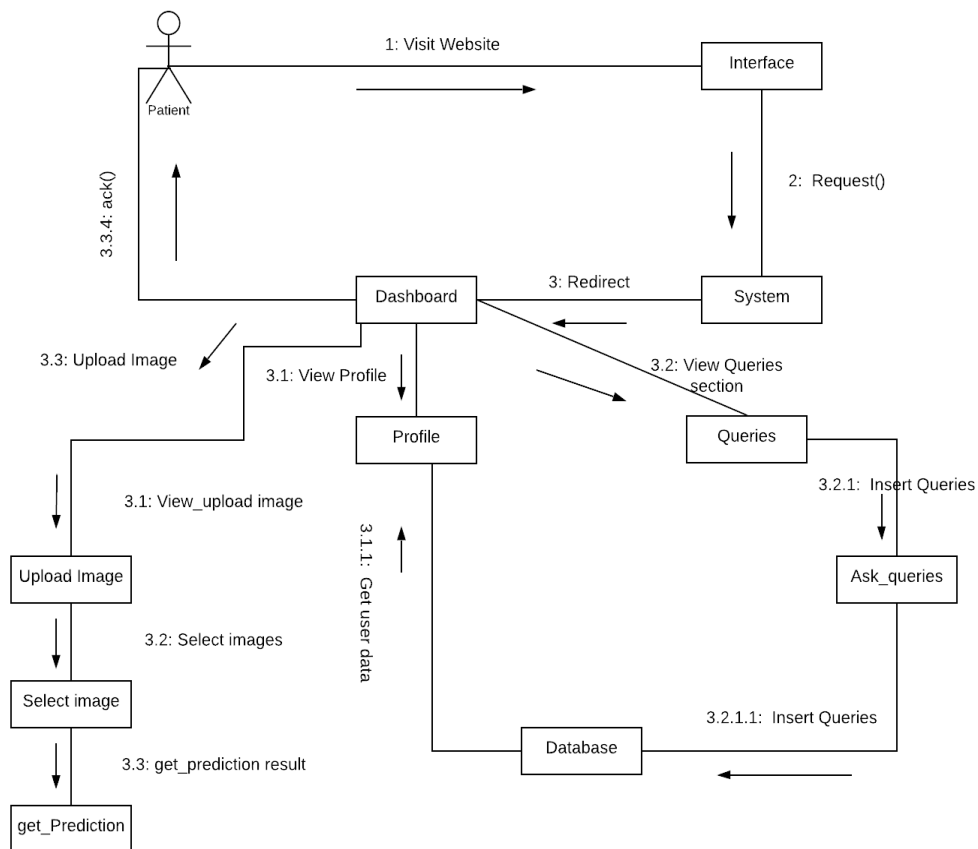 1: Visit Website
Interface
Patient
3.3.4: ack()
2: Request()
3: Redirect
Dashboard
System
3.3: Upload Image
3.1: View Profile
3.2: View Queries
section
Profile
Queries
3.2.1: Insert Queries
3.1: View_upload image
3.1.1: Get user data
Upload Image
Ask_queries
3.2: Select images
Select image
3.2.1.1: Insert Queries
Database
3.3: get_prediction result
get_Prediction